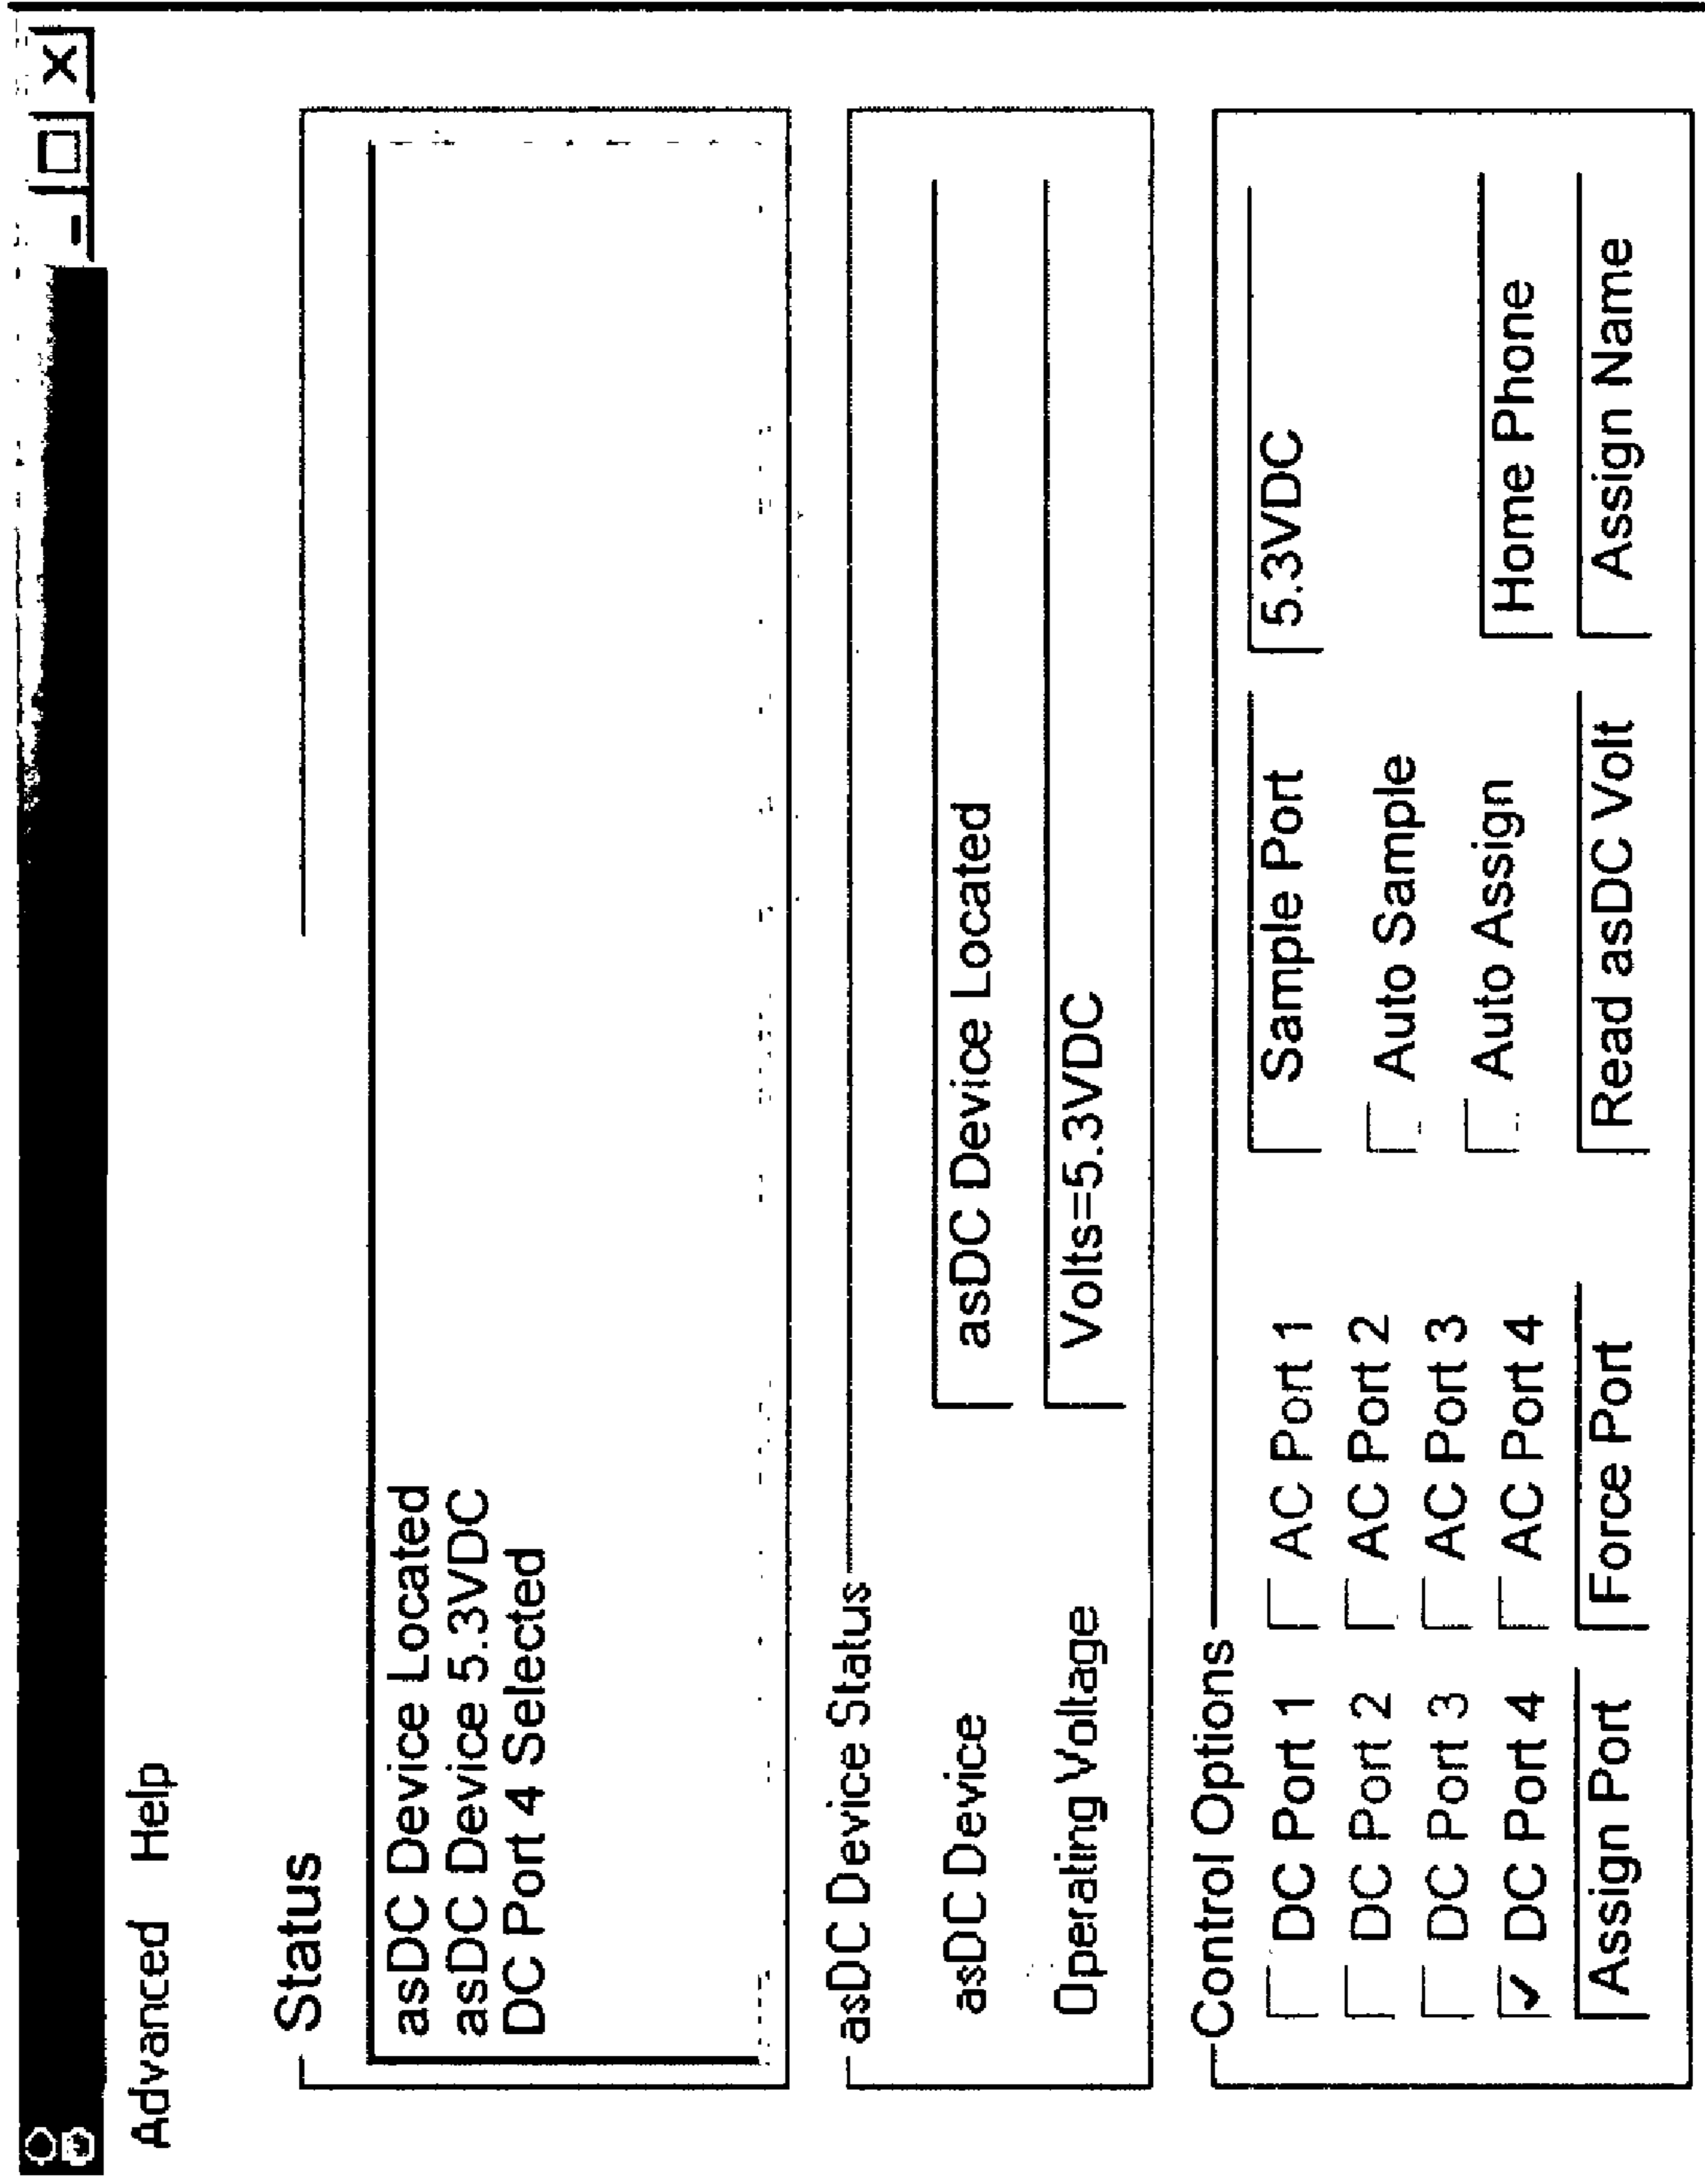 Advanced Help
Status
asDC Device Located
asDC Device 5.3VDC
DC Port 4 Selected
asDC Device Status
asDC Device
asDC Device Located
Operating Voltage
Volts=5.3VDC
Control Options
DC Port 1 AC Port 1 Sample Port 5.3VDC
DC Port 2 AC Port 2 Auto Sample
DC Port 3 AC Port 3 Auto Assign
DC Port 4 AC Port 4 Home Phone
Assign Port Force Port Read asDC Volt Assign Name